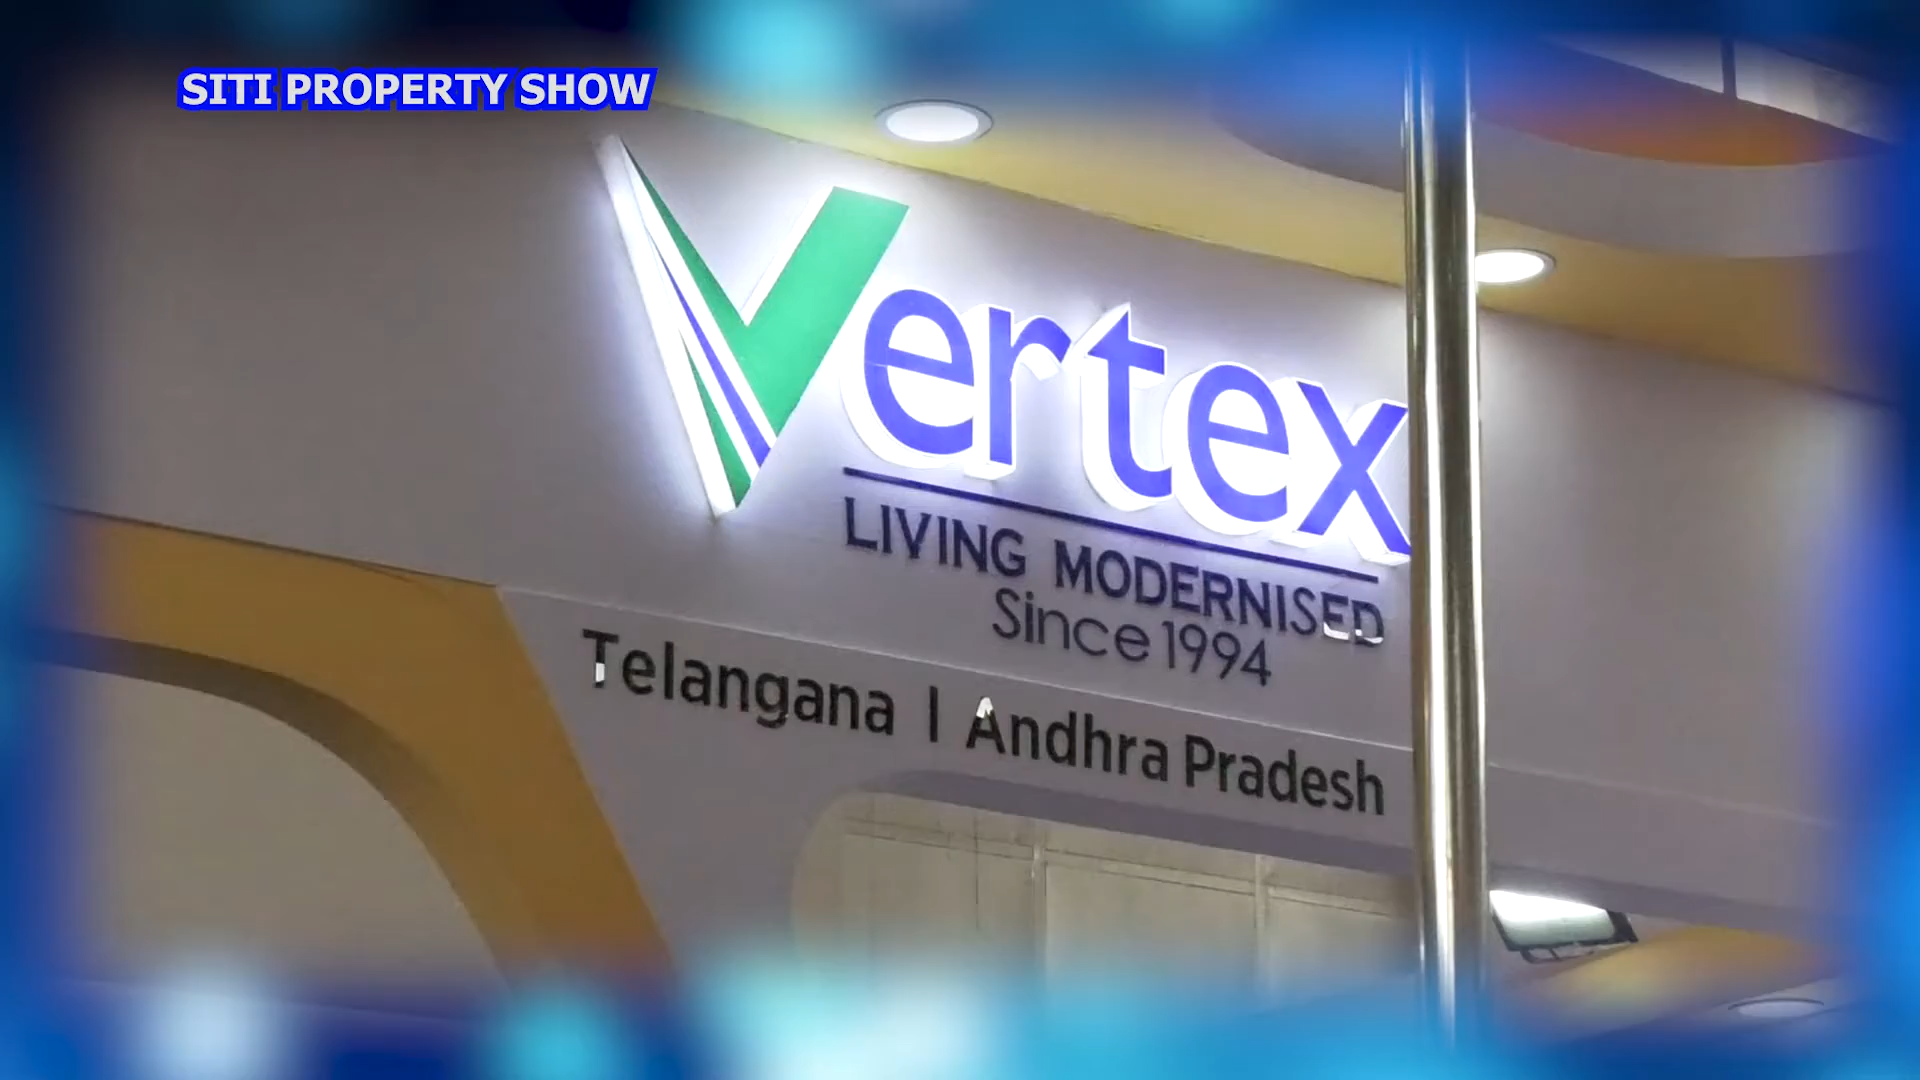 SITI PROPERTY SHOW
Vertex
LIVING MODERNISED
Since 1994
Telangana | Andhra Pradesh